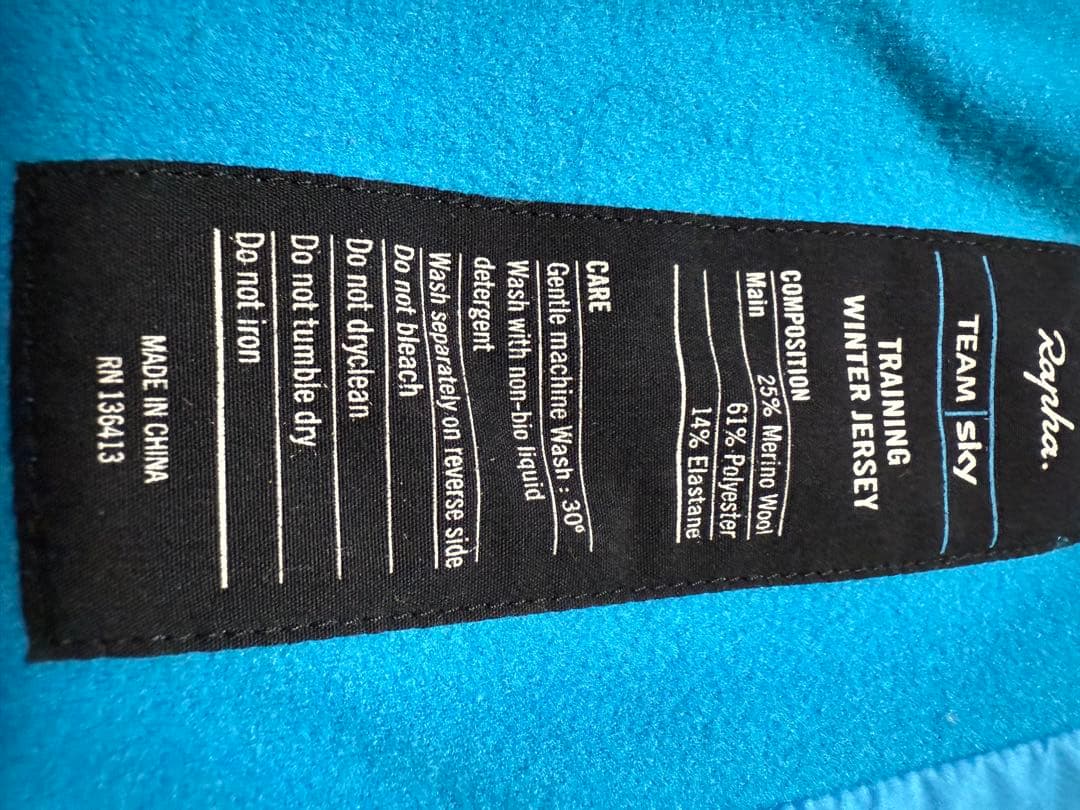 Rapha.
TEAM | sky
TRAINING
WINTER JERSEY
COMPOSITION
Main 25% Merino Wool
61% Polyester
14% Elastane
CARE
Gentle machine Wash : 30°
Wash with non-bio liquid
detergent
Wash separately on reverse side
Do not bleach
Do not dryclean
Do not tumble dry
Do not iron
MADE IN CHINA
RN 136413